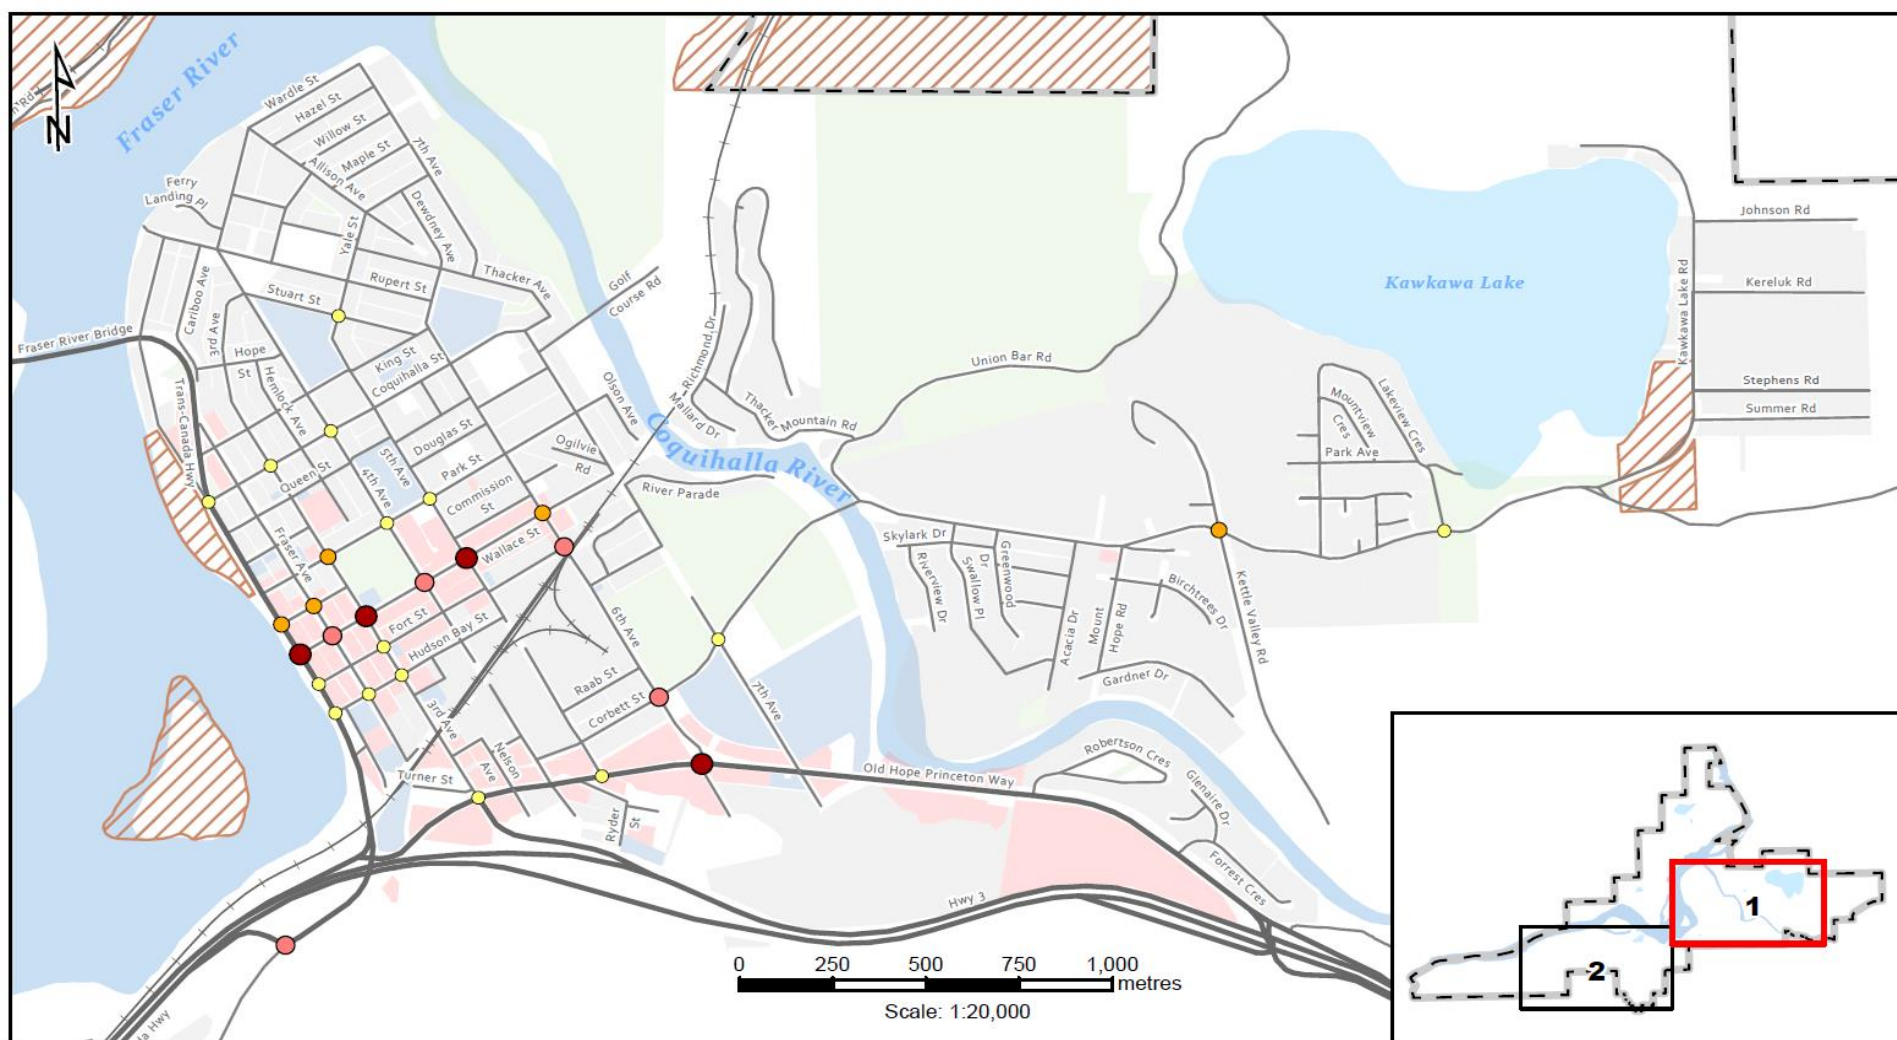 Fraser River
N
Wardle St
Hazel St
Willow St
Maple St
Allison Ave
7th Ave
Ferry
Landing Pl
Dewdney Ave
Yale St
Cariboo Ave
Rupert St
Thacker Ave
Stuart St
Golf
Course Rd
3rd Ave
Fraser River Bridge
Hope
St
King St
Coquihalla St
Hemlock Ave
Trans-Canada Hwy
Olson Ave
Richmond Dr
Mallard Dr
Thacker
Mountain Rd
Union Bar Rd
Kawkawa Lake
Johnson Rd
Kereluk Rd
Kawkawa Lake Rd
Stephens Rd
Summer Rd
Lakeview Cres
Mountview
Cres
Park Ave
Douglas St
Ogilvie
Rd
Queen St
5th Ave
4th Ave
Park St
Commission
St
Coquihalla River
River Parade
Wallace St
Fraser Ave
Fort St
Hudson Bay St
6th Ave
Skylark Dr
Riverview Dr
Swallow Pl
Dr
Greenwood
Acacia Dr
Mount
Hope Rd
Birchtrees Dr
Kettle Valley Rd
Gardner Dr
Raab St
Corbett St
7th Ave
3rd Ave
Nelson
Ave
Turner St
Ryder
St
Old Hope Princeton Way
Robertson Cres
Glenaire Dr
Forrest Cres
Hwy 3
0 250 500 750 1,000
metres
Scale: 1:20,000
1
2